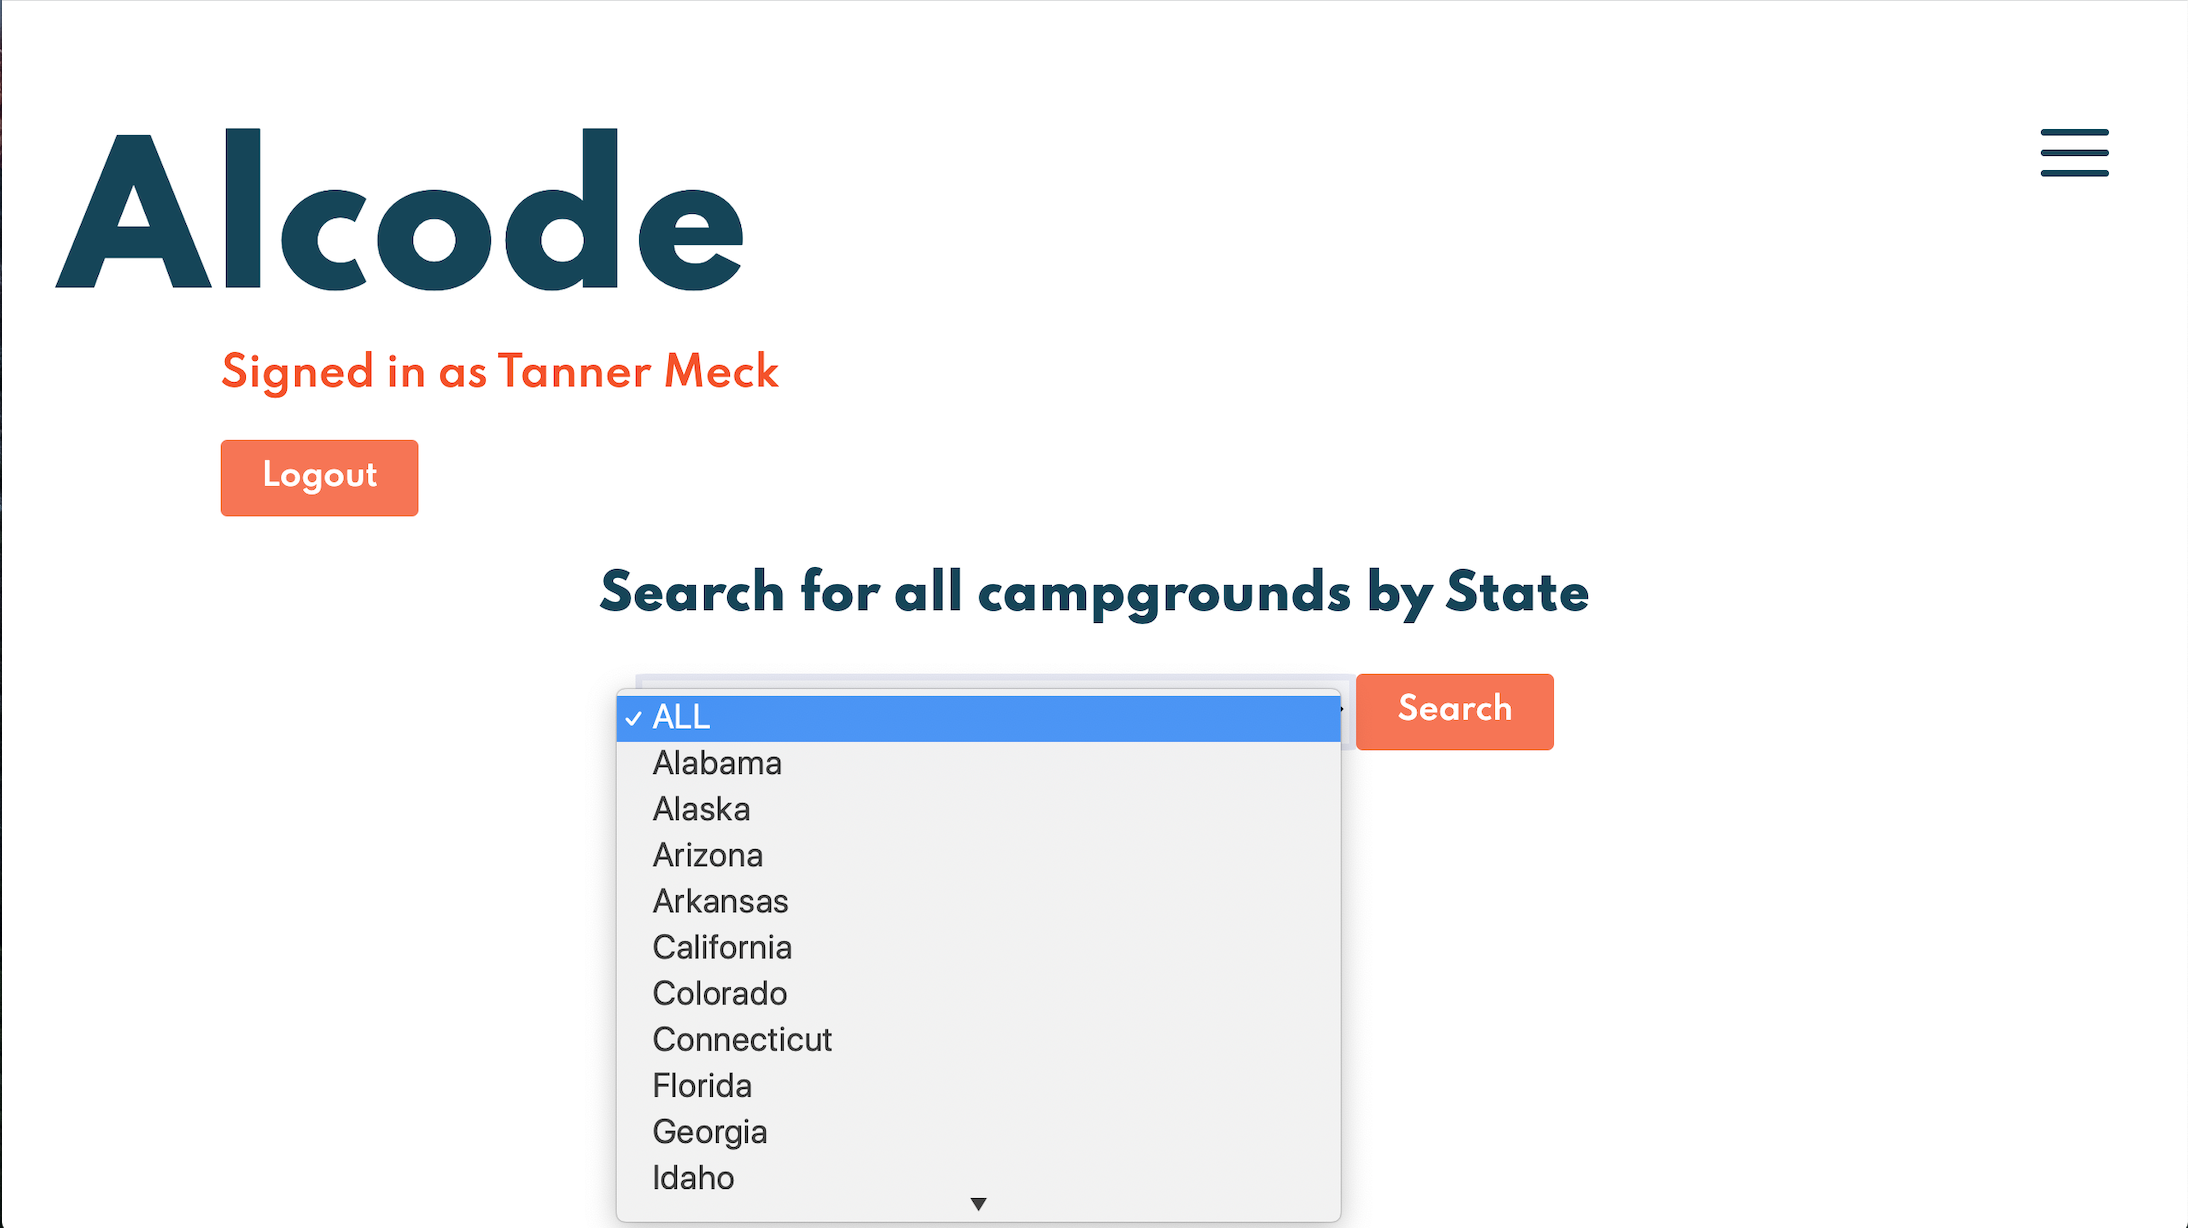 Alcode
Signed in as Tanner Meck
Logout
Search for all campgrounds by State
ALL
Search
Alabama
Alaska
Arizona
Arkansas
California
Colorado
Connecticut
Florida
Georgia
Idaho